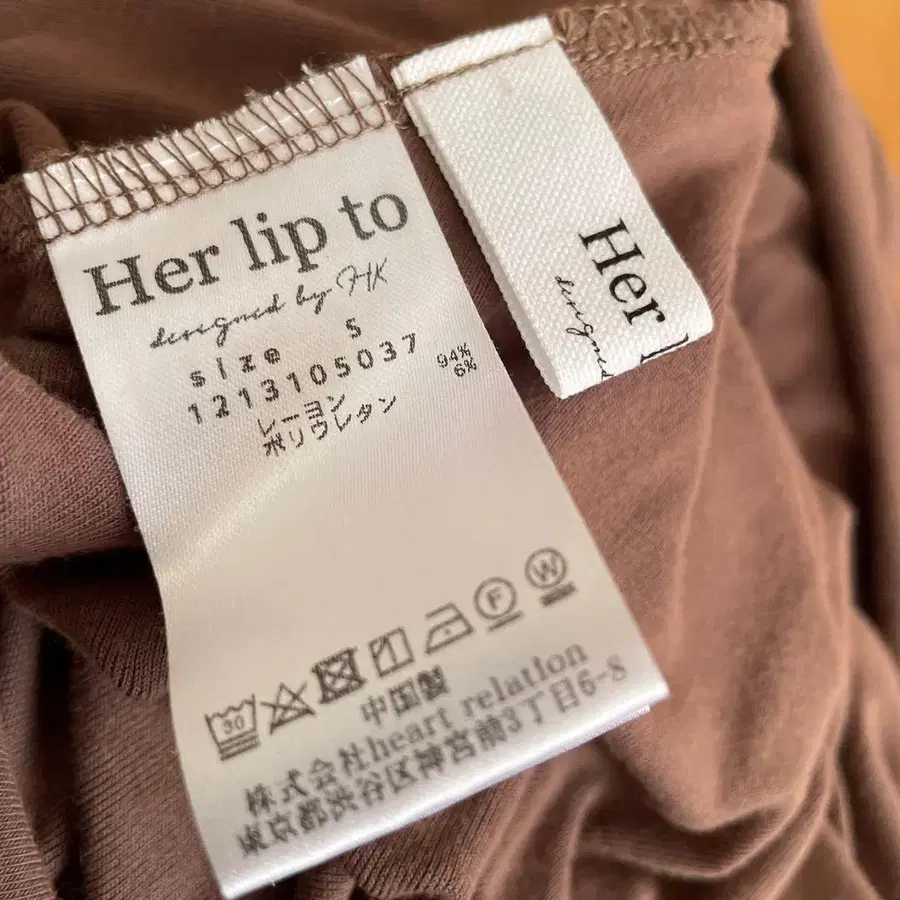 Her lip to
designed by HK
size S
1213105037
レーヨン 94%
ポリウレタン 6%
30
F
W
中国製
株式会社heart relation
東京都渋谷区神宮前3丁目6-8
Her l
designed